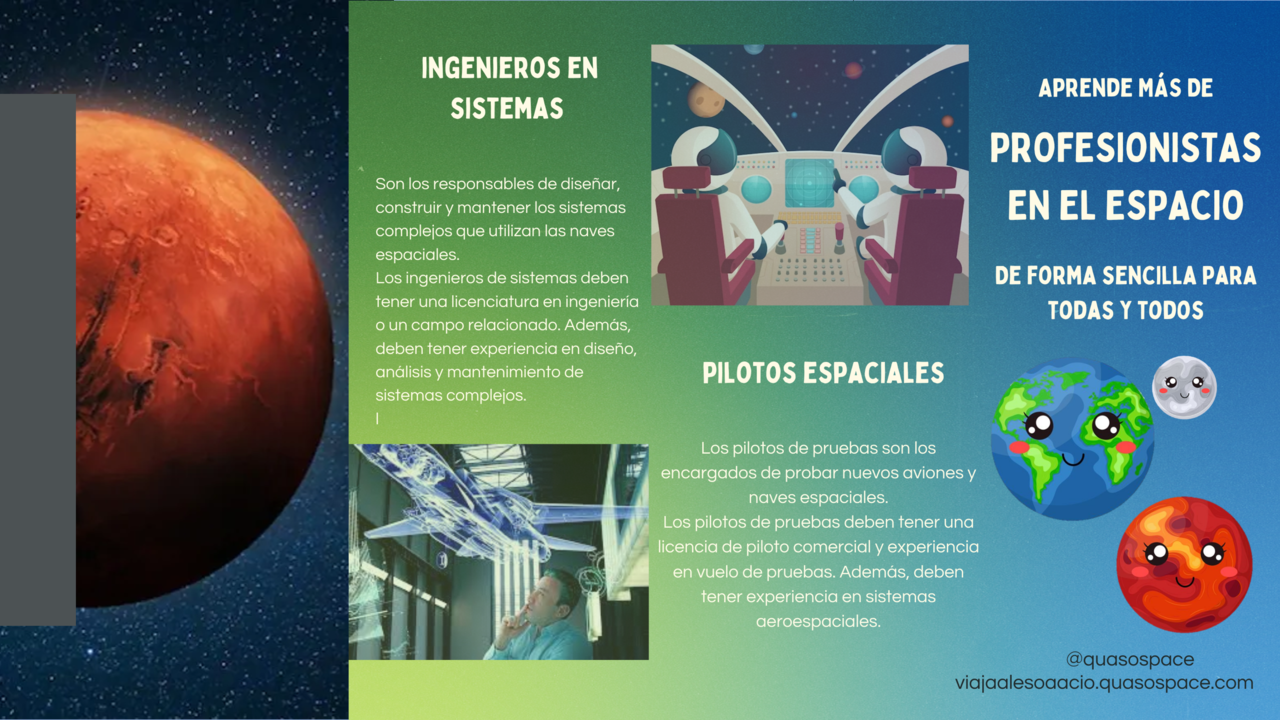 INGENIEROS EN
SISTEMAS
Son los responsables de diseñar,
construir y mantener los sistemas
complejos que utilizan las naves
espaciales.
Los ingenieros de sistemas deben
tener una licenciatura en ingeniería
o un campo relacionado. Además,
deben tener experiencia en diseño,
análisis y mantenimiento de
sistemas complejos.
l
PILOTOS ESPACIALES
Los pilotos de pruebas son los
encargados de probar nuevos aviones y
naves espaciales.
Los pilotos de pruebas deben tener una
licencia de piloto comercial y experiencia
en vuelo de pruebas. Además, deben
tener experiencia en sistemas
aeroespaciales.
APRENDE MÁS DE
PROFESIONISTAS
EN EL ESPACIO
DE FORMA SENCILLA PARA
TODAS Y TODOS
@quasospace
viajaalesoaacio.quasospace.com